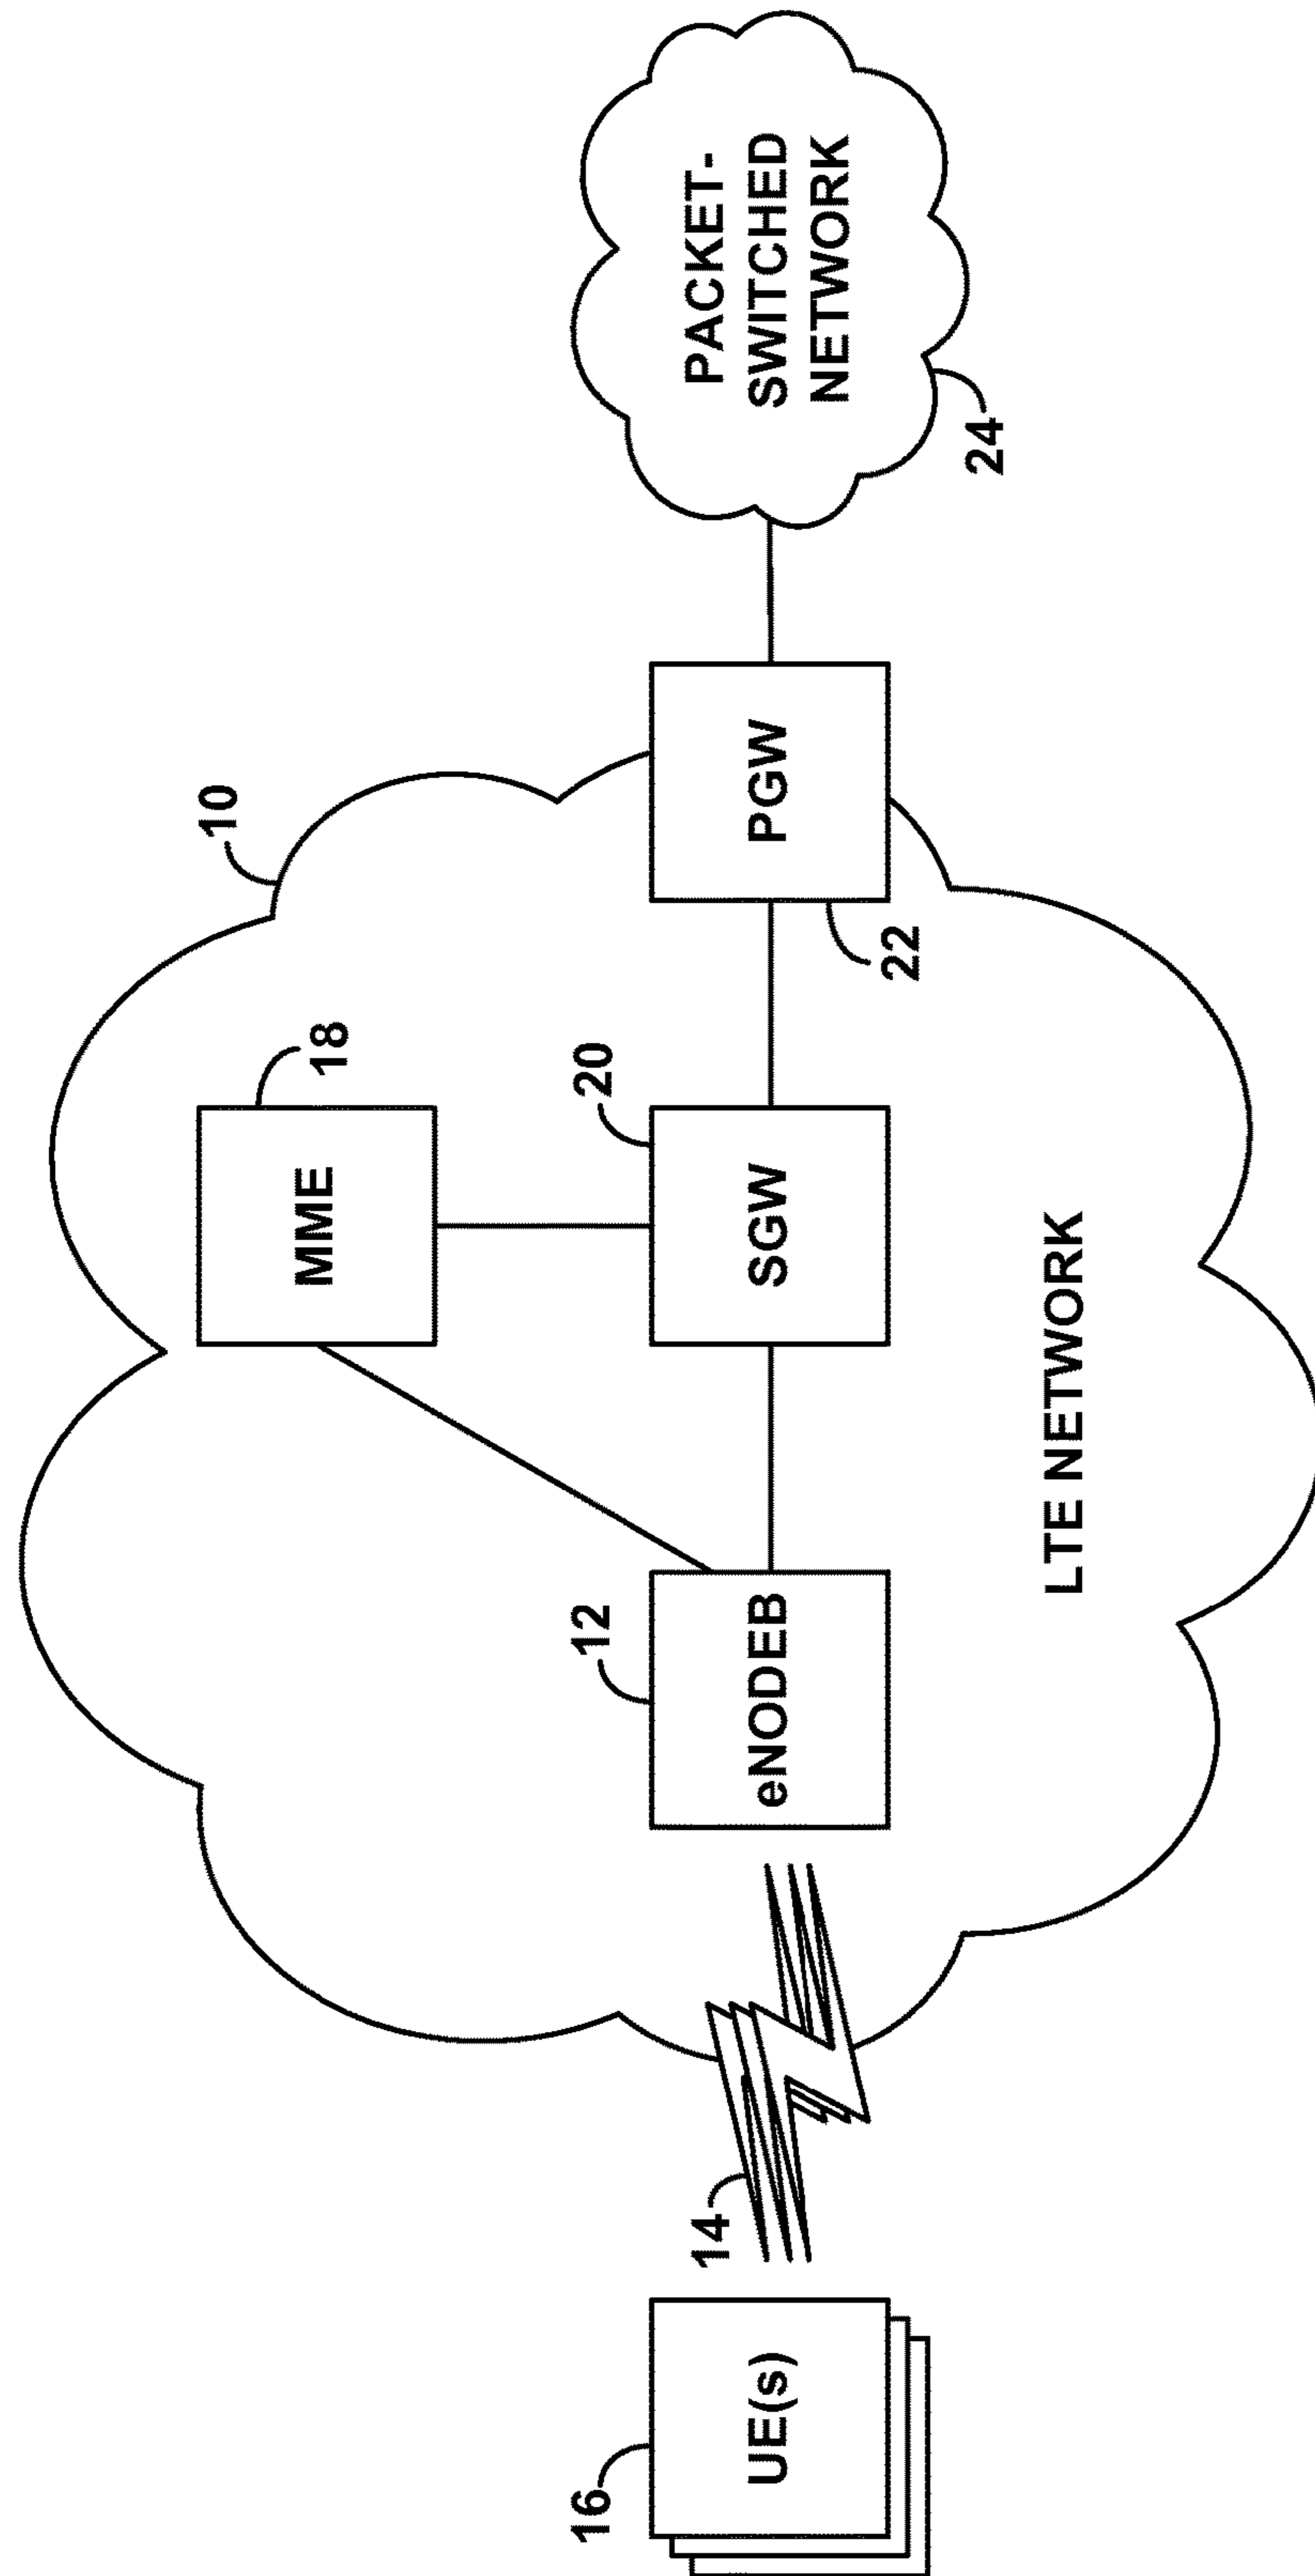 10
MME
18
16
14
12
20
UE(s)
eNODEB
SGW
PGW
22
PACKET-
SWITCHED
NETWORK
24
LTE NETWORK